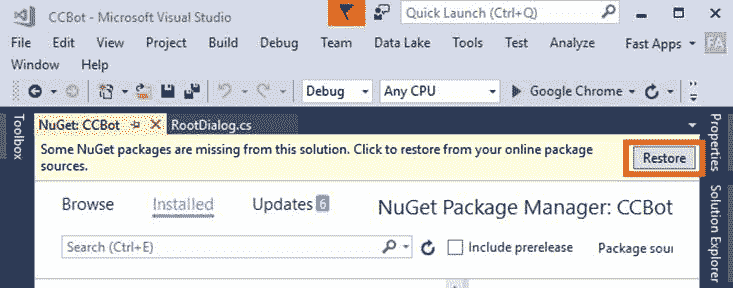 CCBot - Microsoft Visual Studio
Quick Launch (Ctrl+Q)
File Edit View Project Build Debug Team Data Lake Tools Test Analyze Fast Apps FA
Window Help
Debug Any CPU Google Chrome
Toolbox
NuGet: CCBot RootDialog.cs
Some NuGet packages are missing from this solution. Click to restore from your online package
sources.
Restore
Browse Installed Updates 6
NuGet Package Manager: CCBot
Search (Ctrl+E) Include prerelease Package sour
Properties
Solution Explorer